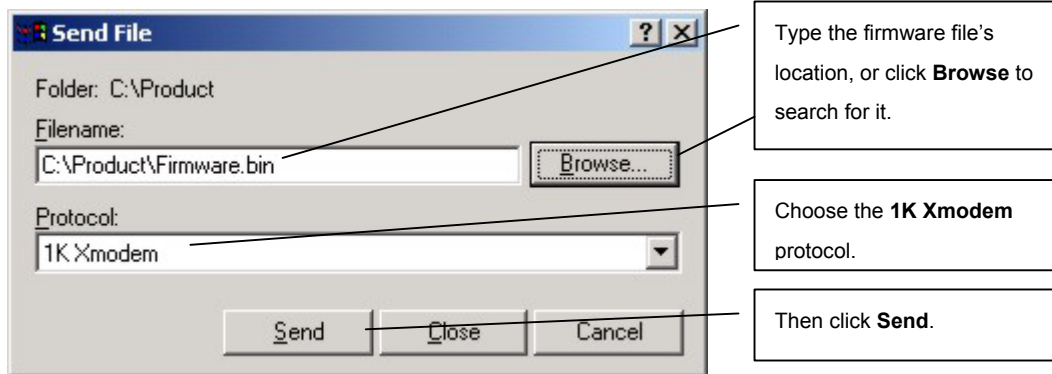 Send File
Folder: C:\Product
Filename:
C:\Product\Firmware.bin
Browse...
Protocol:
1K Xmodem
Send
Close
Cancel
Type the firmware file’s
location, or click Browse to
search for it.
Choose the 1K Xmodem
protocol.
Then click Send.